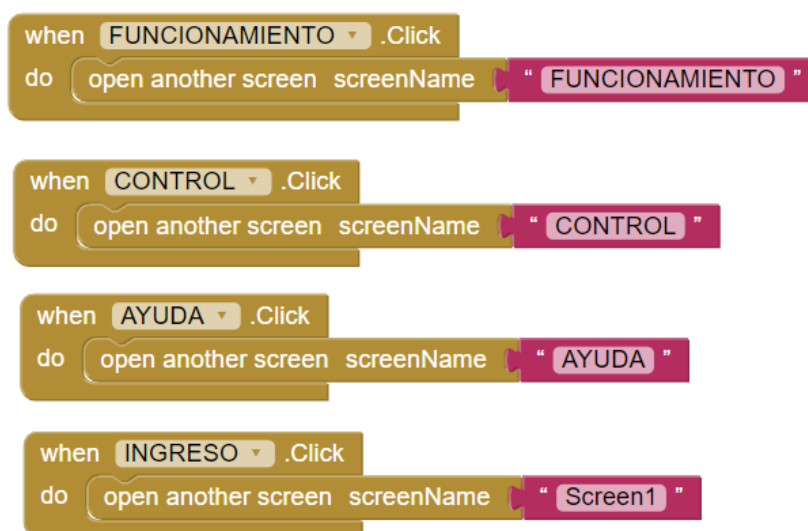 when FUNCIONAMIENTO .Click
do open another screen screenName " FUNCIONAMIENTO "
when CONTROL .Click
do open another screen screenName " CONTROL "
when AYUDA .Click
do open another screen screenName " AYUDA "
when INGRESO .Click
do open another screen screenName " Screen1 "